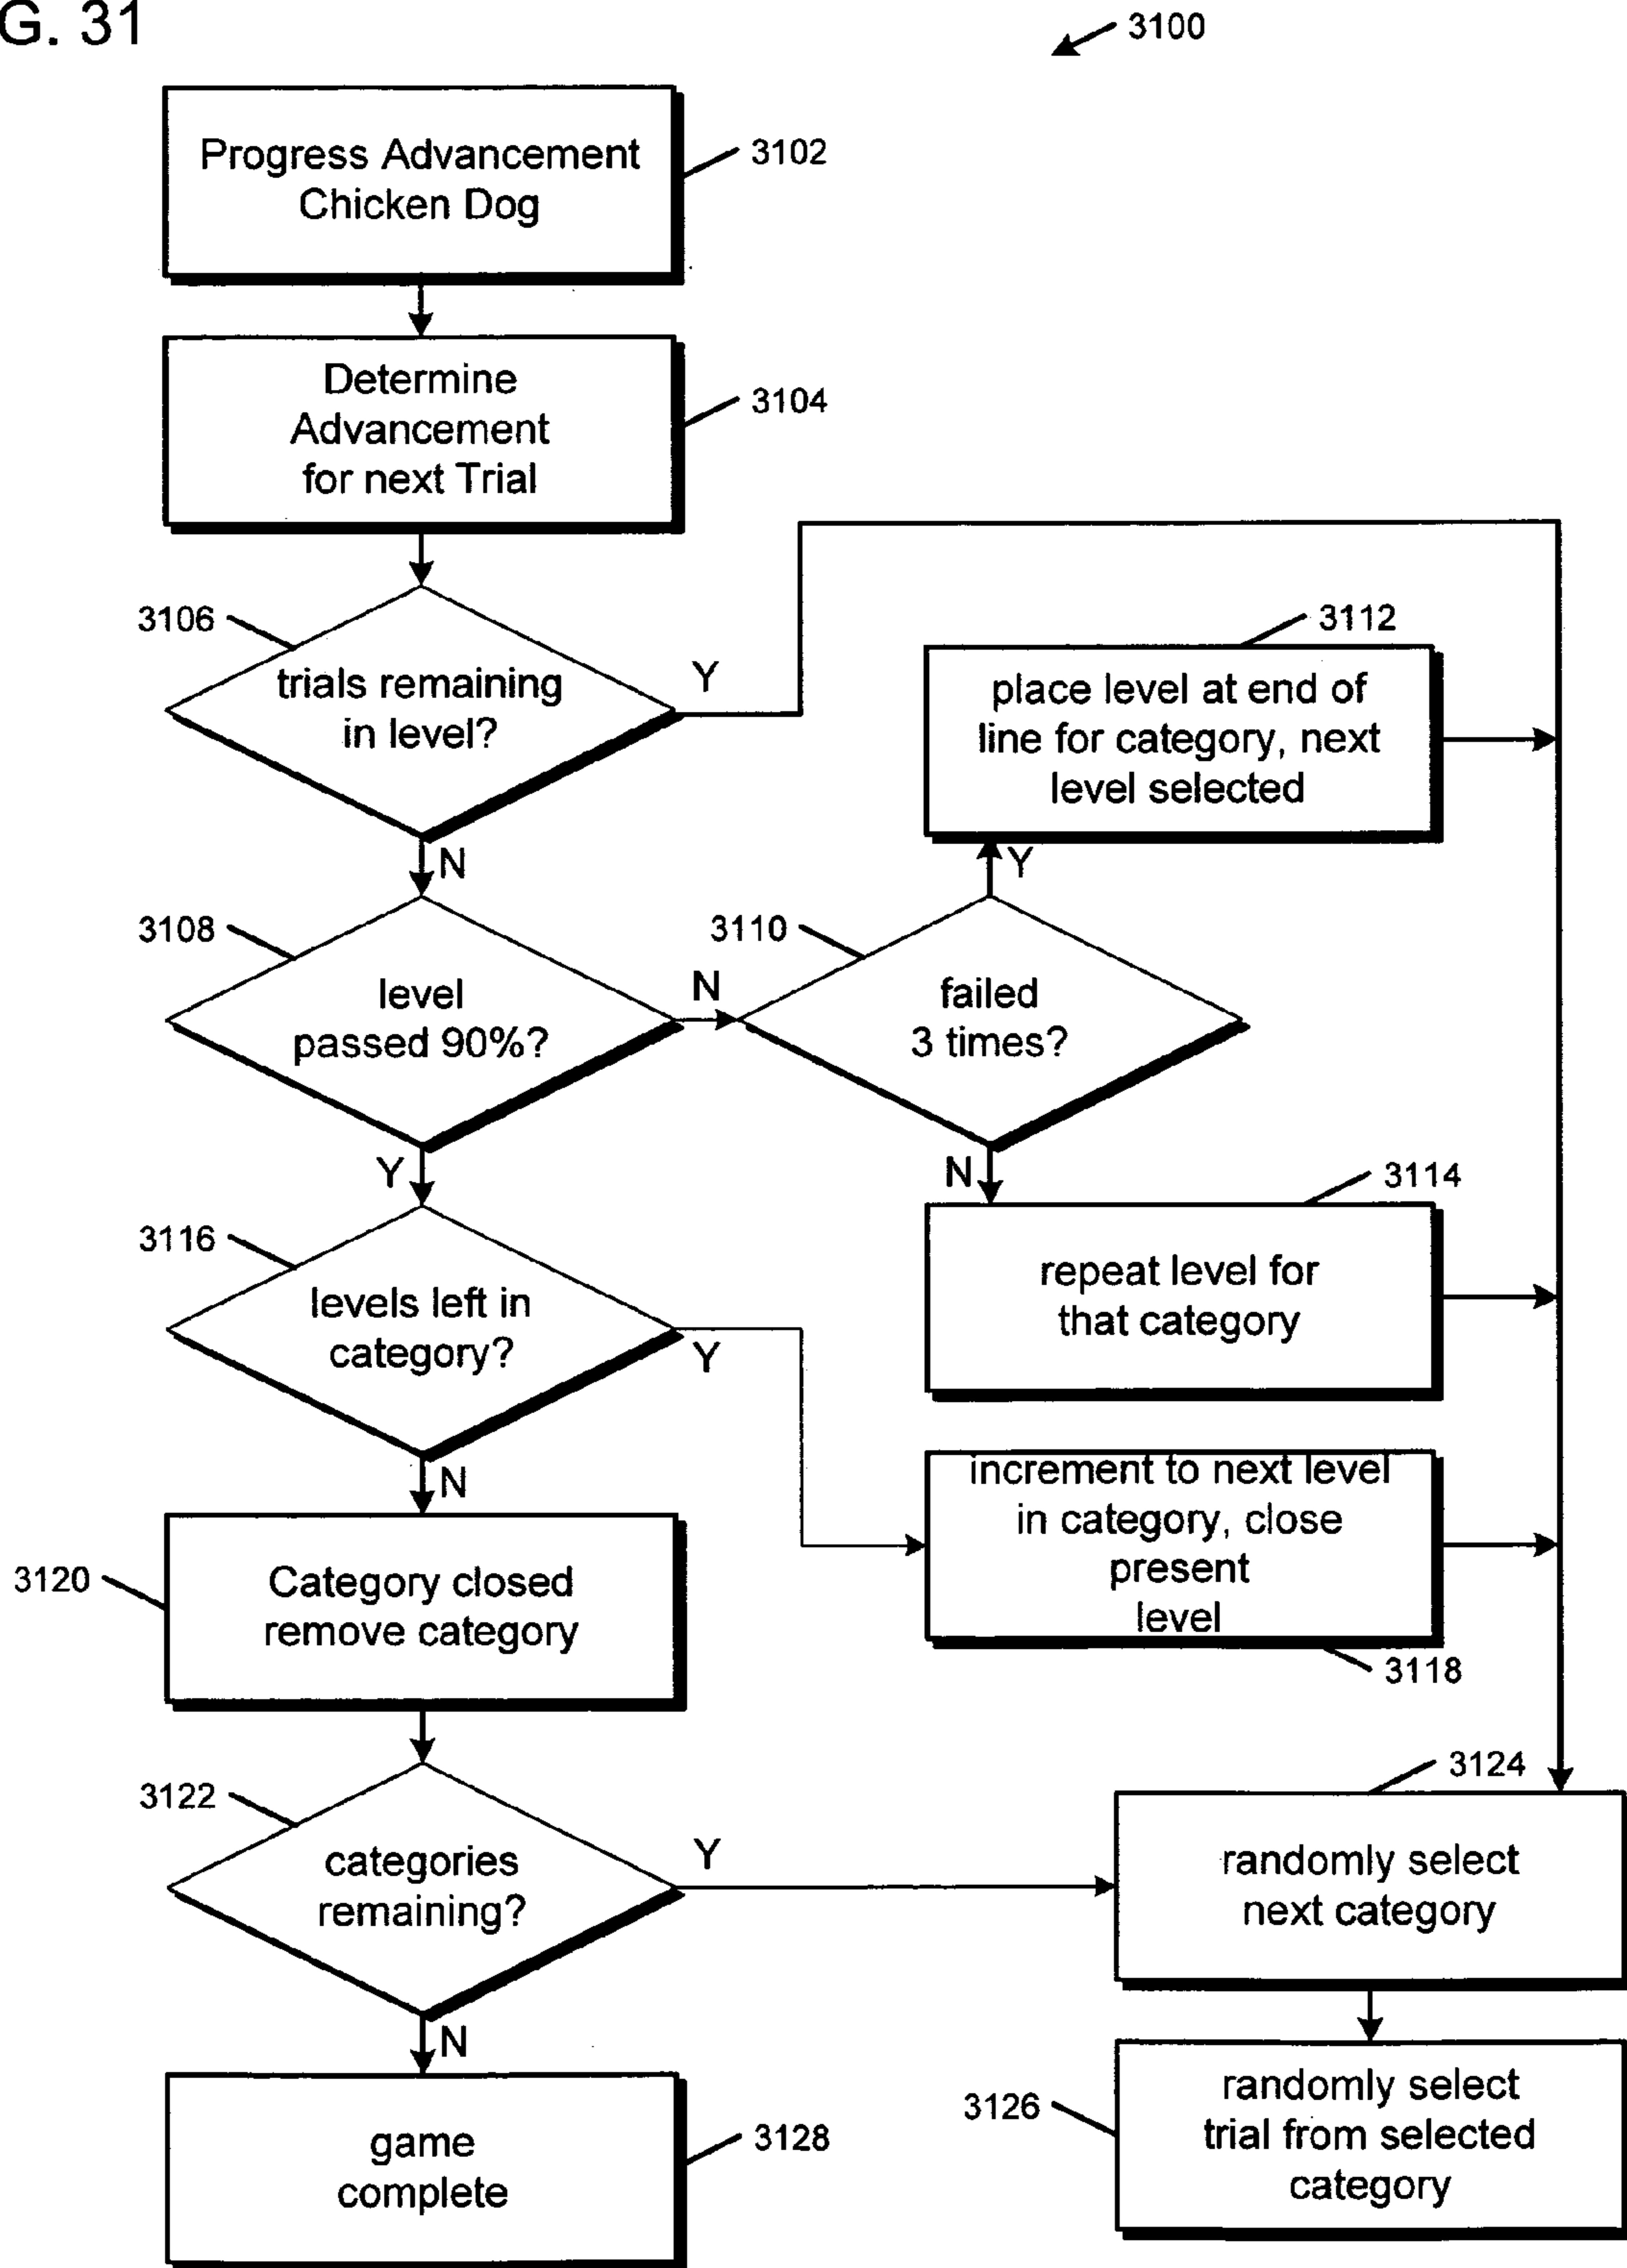 G. 31
3100
Progress Advancement
Chicken Dog
3102
Determine
Advancement
for next Trial
3104
3106
trials remaining
in level?
Y
N
3112
place level at end of
line for category, next
level selected
Y
3108
level
passed 90%?
N
3110
failed
3 times?
Y
N
3114
repeat level for
that category
3116
levels left in
category?
Y
N
increment to next level
in category, close
present
level
3118
3120
Category closed
remove category
3122
categories
remaining?
Y
N
3124
randomly select
next category
3126
randomly select
trial from selected
category
game
complete
3128